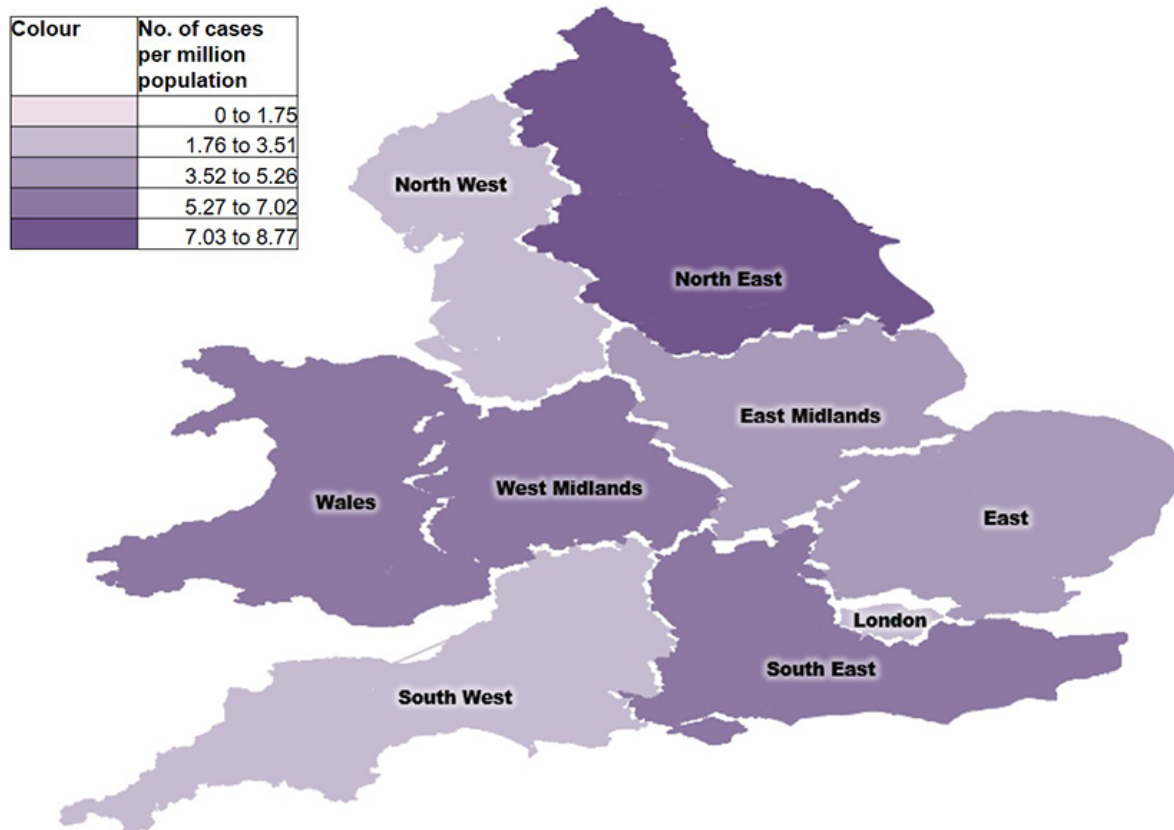 Colour No. of cases
per million
population
0 to 1.75
1.76 to 3.51
3.52 to 5.26
5.27 to 7.02
7.03 to 8.77
North West
North East
East Midlands
West Midlands
Wales
East
London
South East
South West